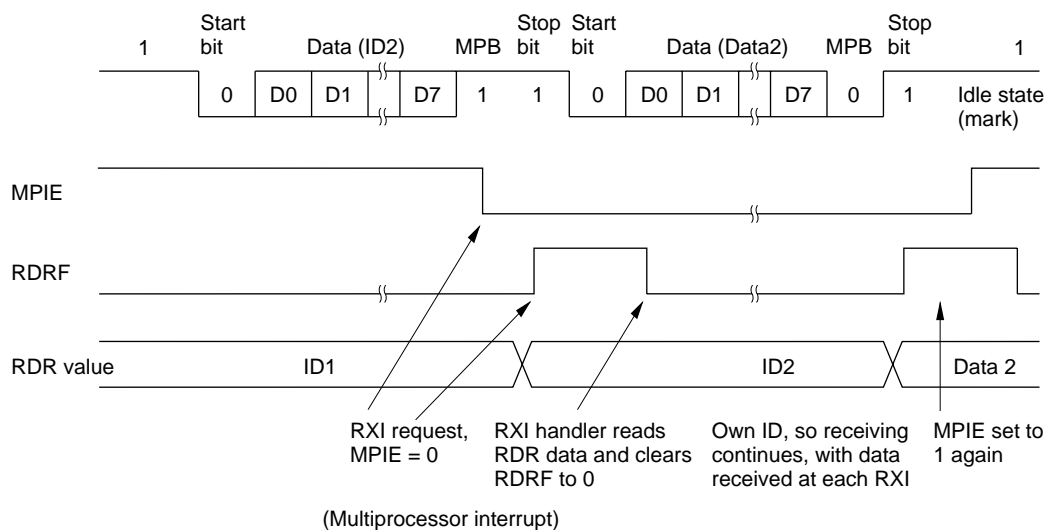 Start Stop Start Stop
1 bit Data (ID2) MPB bit bit Data (Data2) MPB bit 1
0 D0 D1 D7 1 1 0 D0 D1 D7 0 1 Idle state
(mark)
MPIE
RDRF
RDR value ID1 ID2 Data 2
RXI request, RXI handler reads Own ID, so receiving MPIE set to
MPIE = 0 RDR data and clears continues, with data 1 again
RDRF to 0 received at each RXI
(Multiprocessor interrupt)